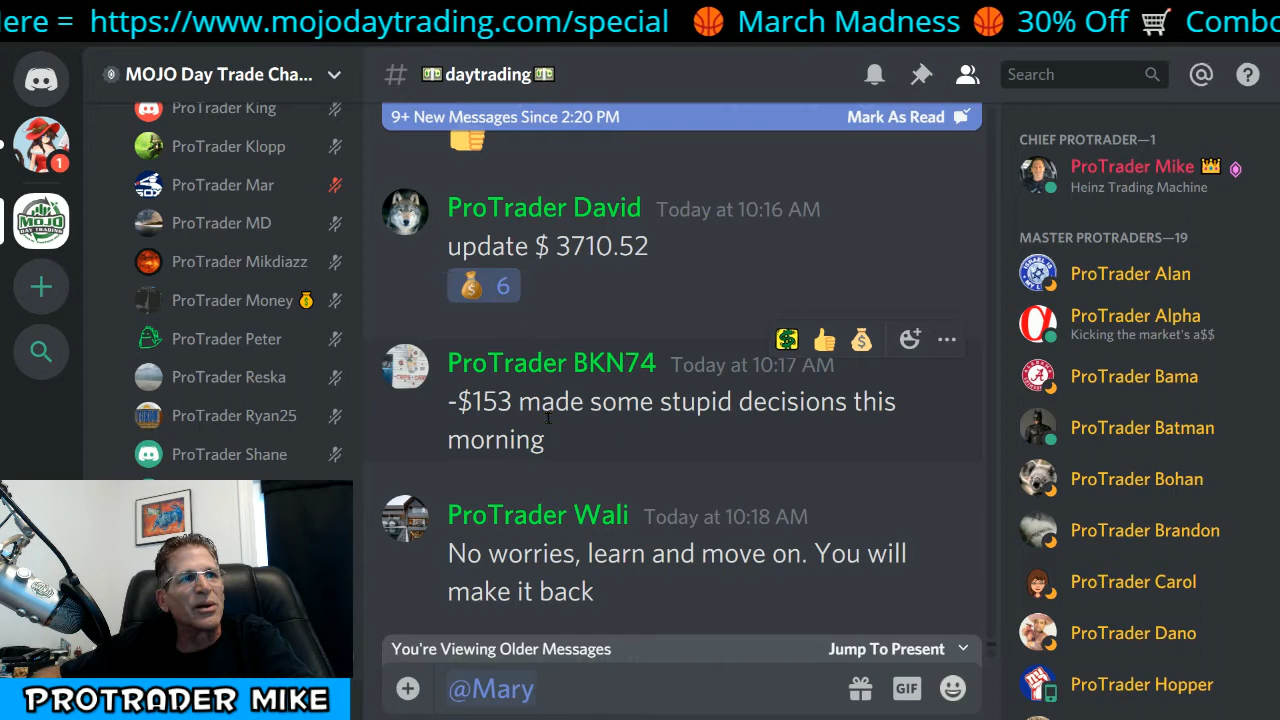 Here = https://www.mojodaytrading.com/special 🏀 March Madness 🏀 30% Off 🛒 Combo
MOJO Day Trade Cha...
# 💵daytrading💵
Search
9+ New Messages Since 2:20 PM
Mark As Read
ProTrader King
ProTrader Klopp
ProTrader Mar
ProTrader MD
ProTrader Mikdiazz
ProTrader Money 💰
ProTrader Peter
ProTrader Reska
ProTrader Ryan25
ProTrader Shane
1
MOJO
DAY TRADING
ProTrader David Today at 10:16 AM
update $ 3710.52
6
ProTrader BKN74 Today at 10:17 AM
-$153 made some stupid decisions this
morning
ProTrader Wali Today at 10:18 AM
No worries, learn and move on. You will
make it back
You're Viewing Older Messages
Jump To Present
@Mary
GIF
CHIEF PROTRADER—1
ProTrader Mike 👑
Heinz Trading Machine
MASTER PROTRADERS—19
ProTrader Alan
ProTrader Alpha
Kicking the market's a$$
ProTrader Bama
ProTrader Batman
ProTrader Bohan
ProTrader Brandon
ProTrader Carol
ProTrader Dano
ProTrader Hopper
PROTRADER MIKE